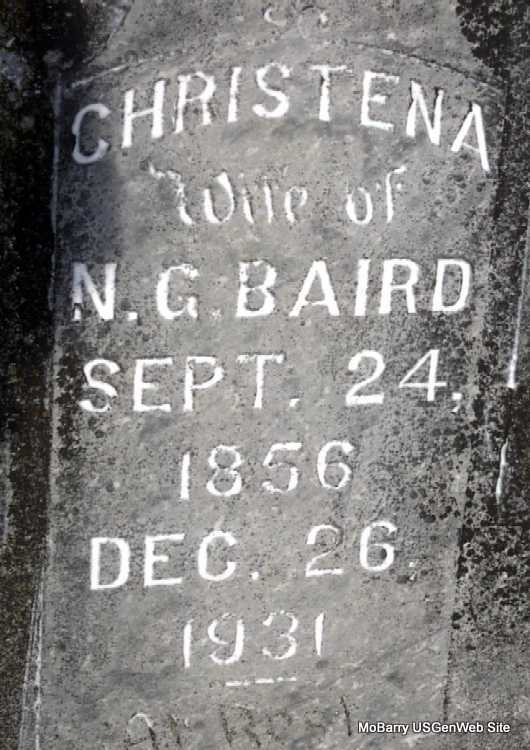 CHRISTENA
Wife of
N. G. BAIRD
SEPT. 24,
1856
DEC. 26.
1931
MoBarry USGenWeb Site